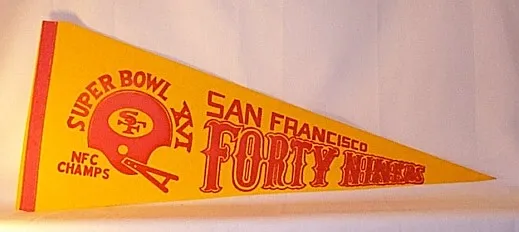 SUPER BOWL XVI
SF
NFC
CHAMPS
SAN FRANCISCO
FORTY NINERS